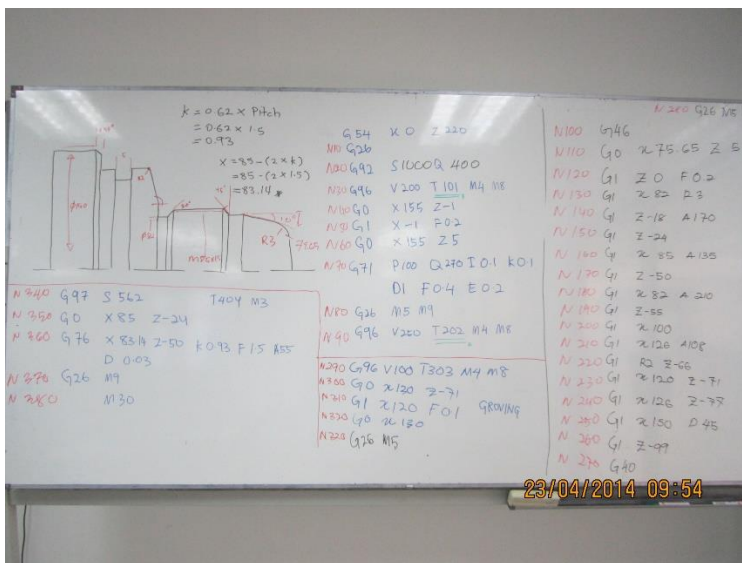 k = 0.62 x Pitch
= 0.62 x 1.5
= 0.93
X = 85 - (2 x k)
= 85 - (2 x 1.5)
= 83.14
R3
N340 G97 S 562 T404 M3
N350 G0 X85 Z-24
N360 G76 X 83.14 Z-50 K0.93 F1.5 A55
D 0.03
N370 G26 M9
N380 M30
G54 X0 Z220
N10 G26
N20 G92 S1000 Q 400
N30 G96 V200 T101 M4 M8
N40 G0 X155 Z-1
N50 G1 X-1 F0.2
N60 G0 X155 Z5
N70 G71 P100 Q270 I0.1 K0.1
D1 F0.4 E0.2
N80 G26 M5 M9
N90 G96 V250 T202 M4 M8
N290 G96 V100 T303 M4 M8
N300 G0 X130 Z-71
N310 G1 X120 F0.1 GROVING
N320 G0 X130
N328 G26 M5
N280 G26 M5
N100 G46
N110 G0 X75.65 Z5
N120 G1 Z0 F0.2
N130 G1 X82 R3
N140 G1 Z-18 A170
N150 G1 Z-24
N160 G1 X85 A135
N170 G1 Z-50
N180 G1 X82 A210
N190 G1 Z-55
N200 G1 X100
N210 G1 X126 A108
N220 G1 R2 Z-66
N230 G1 X120 Z-71
N240 G1 X126 Z-78
N250 G1 X150 D45
N260 G1 Z-99
N270 G40
23/04/2014 09:54